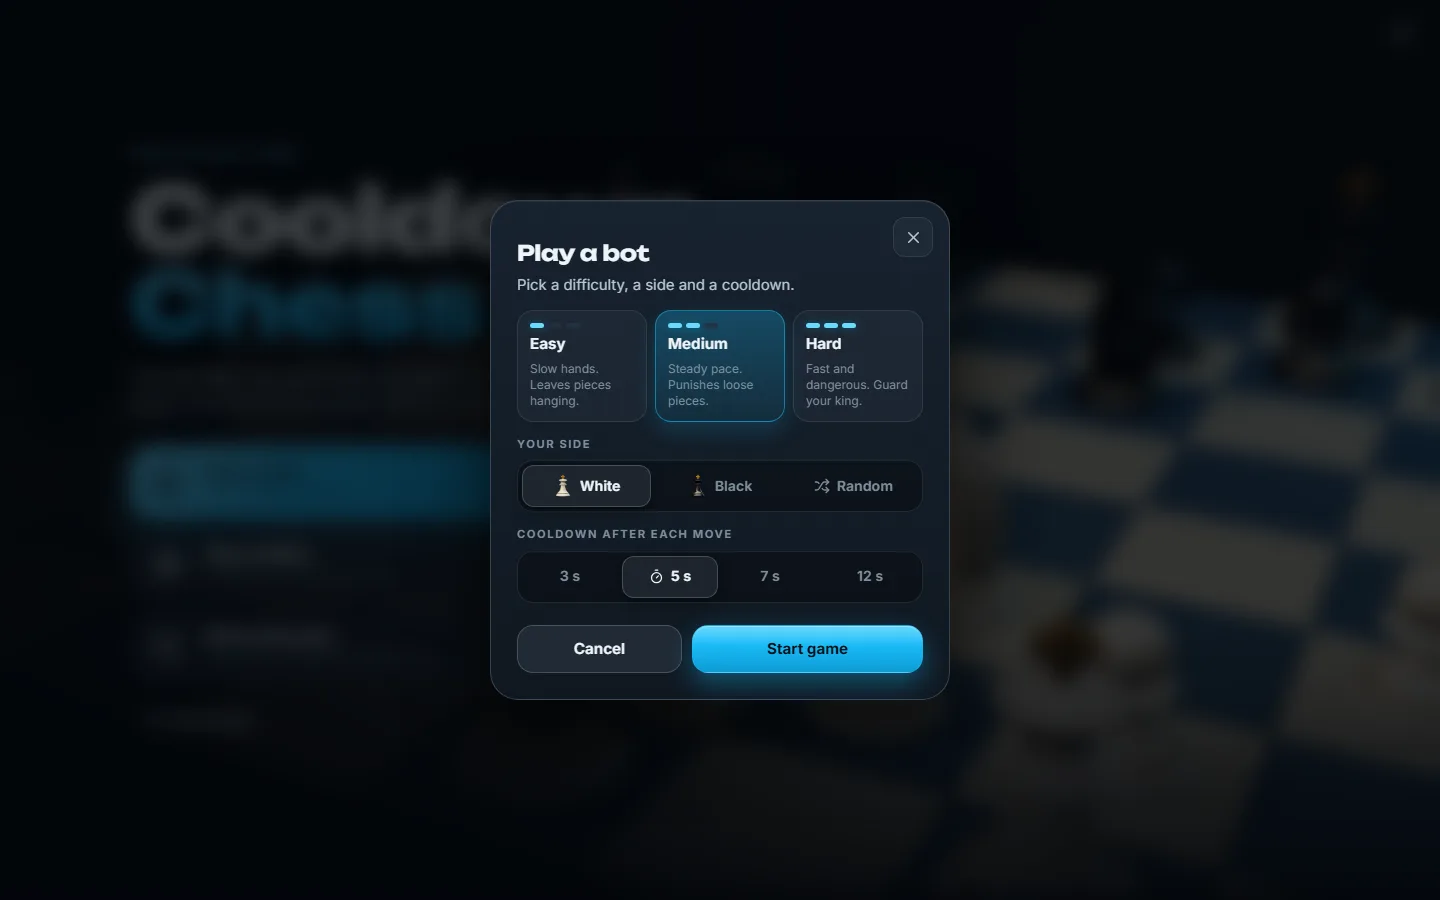 Cooldown
Chess
Play a bot
Pick a difficulty, a side and a cooldown.
Easy
Slow hands.
Leaves pieces
hanging.
Medium
Steady pace.
Punishes loose
pieces.
Hard
Fast and
dangerous. Guard
your king.
YOUR SIDE
White
Black
Random
COOLDOWN AFTER EACH MOVE
3 s
5 s
7 s
12 s
Cancel
Start game